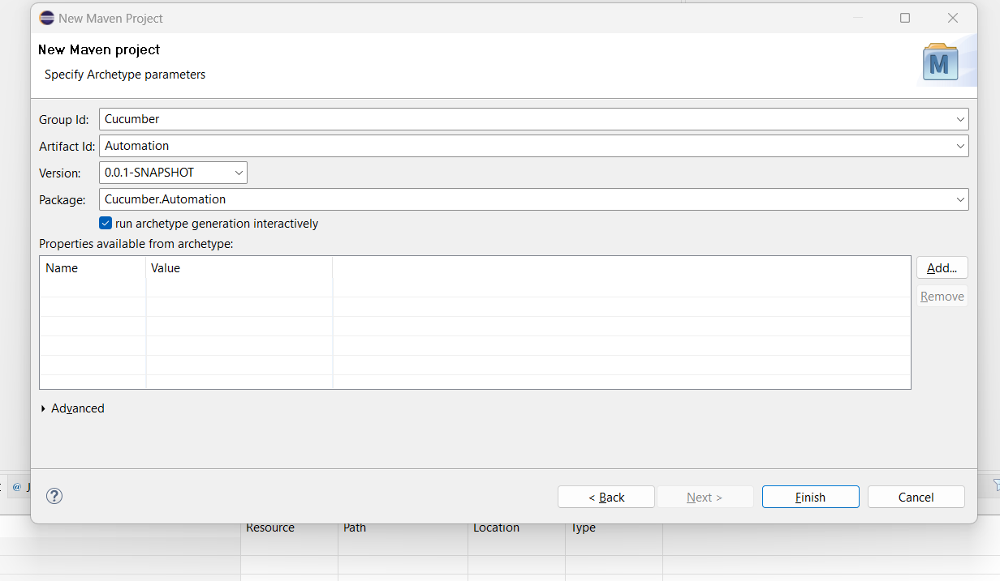 New Maven Project
New Maven project
Specify Archetype parameters
Group Id: Cucumber
Artifact Id: Automation
Version: 0.0.1-SNAPSHOT
Package: Cucumber.Automation
run archetype generation interactively
Properties available from archetype:
Name Value
Add...
Remove
Advanced
@ J
? < Back Next > Finish Cancel
Resource Path Location Type